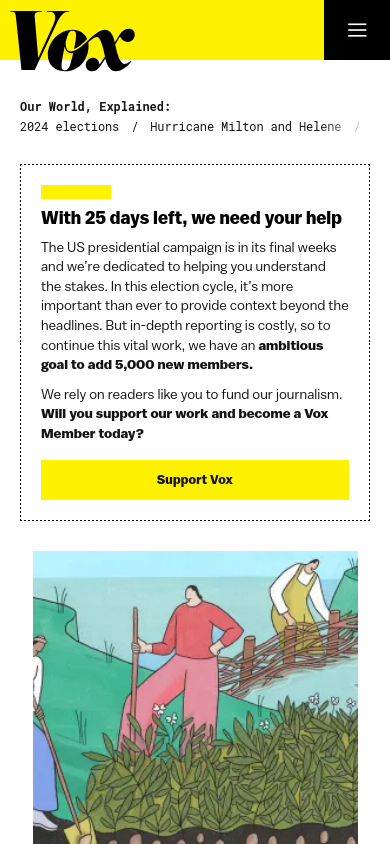 Vox
Our World, Explained:
2024 elections / Hurricane Milton and Helene /
With 25 days left, we need your help
The US presidential campaign is in its final weeks
and we’re dedicated to helping you understand
the stakes. In this election cycle, it’s more
important than ever to provide context beyond the
headlines. But in-depth reporting is costly, so to
continue this vital work, we have an ambitious
goal to add 5,000 new members.
We rely on readers like you to fund our journalism.
Will you support our work and become a Vox
Member today?
Support Vox